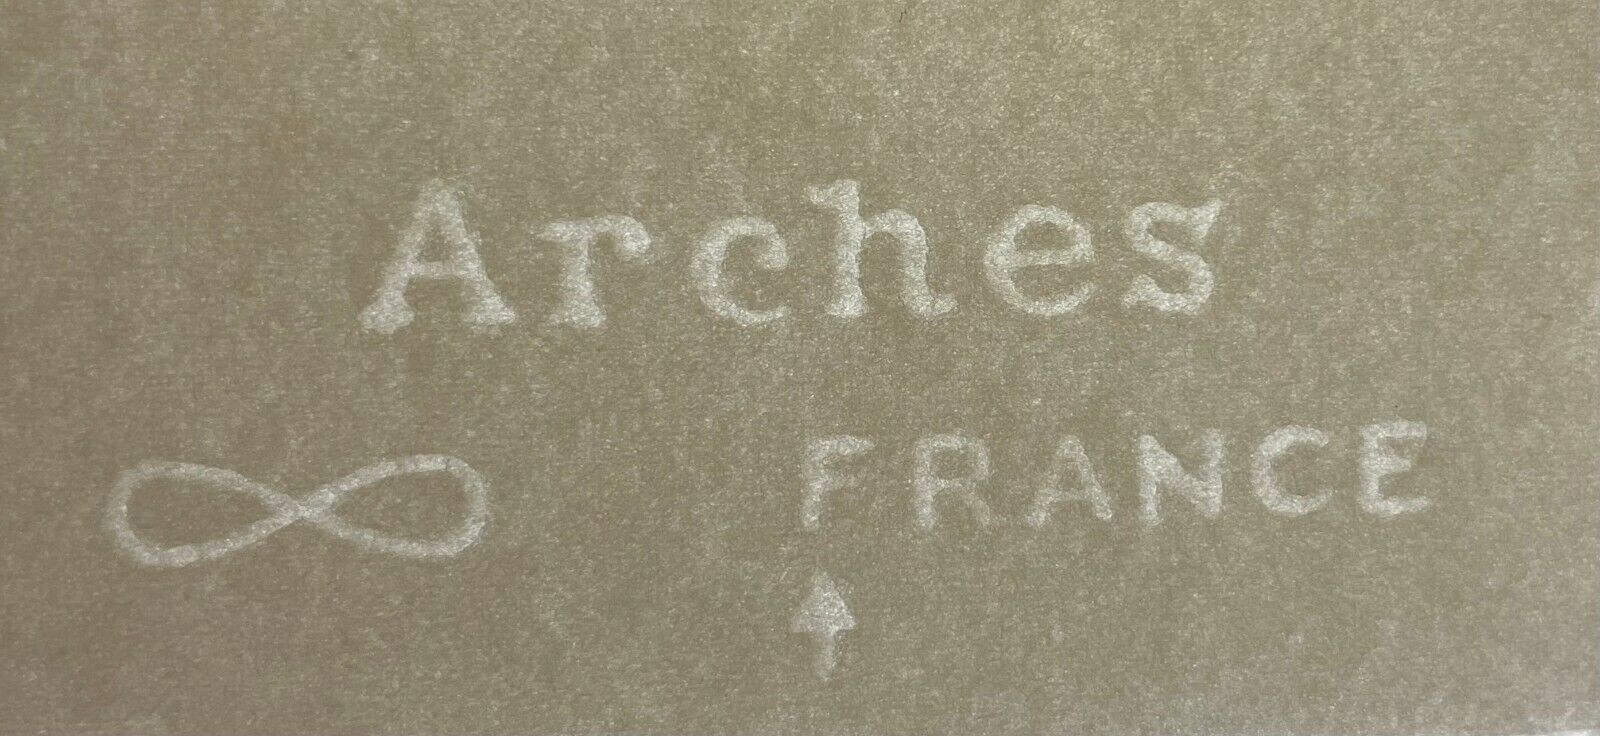 Arches
∞ FRANCE
↑